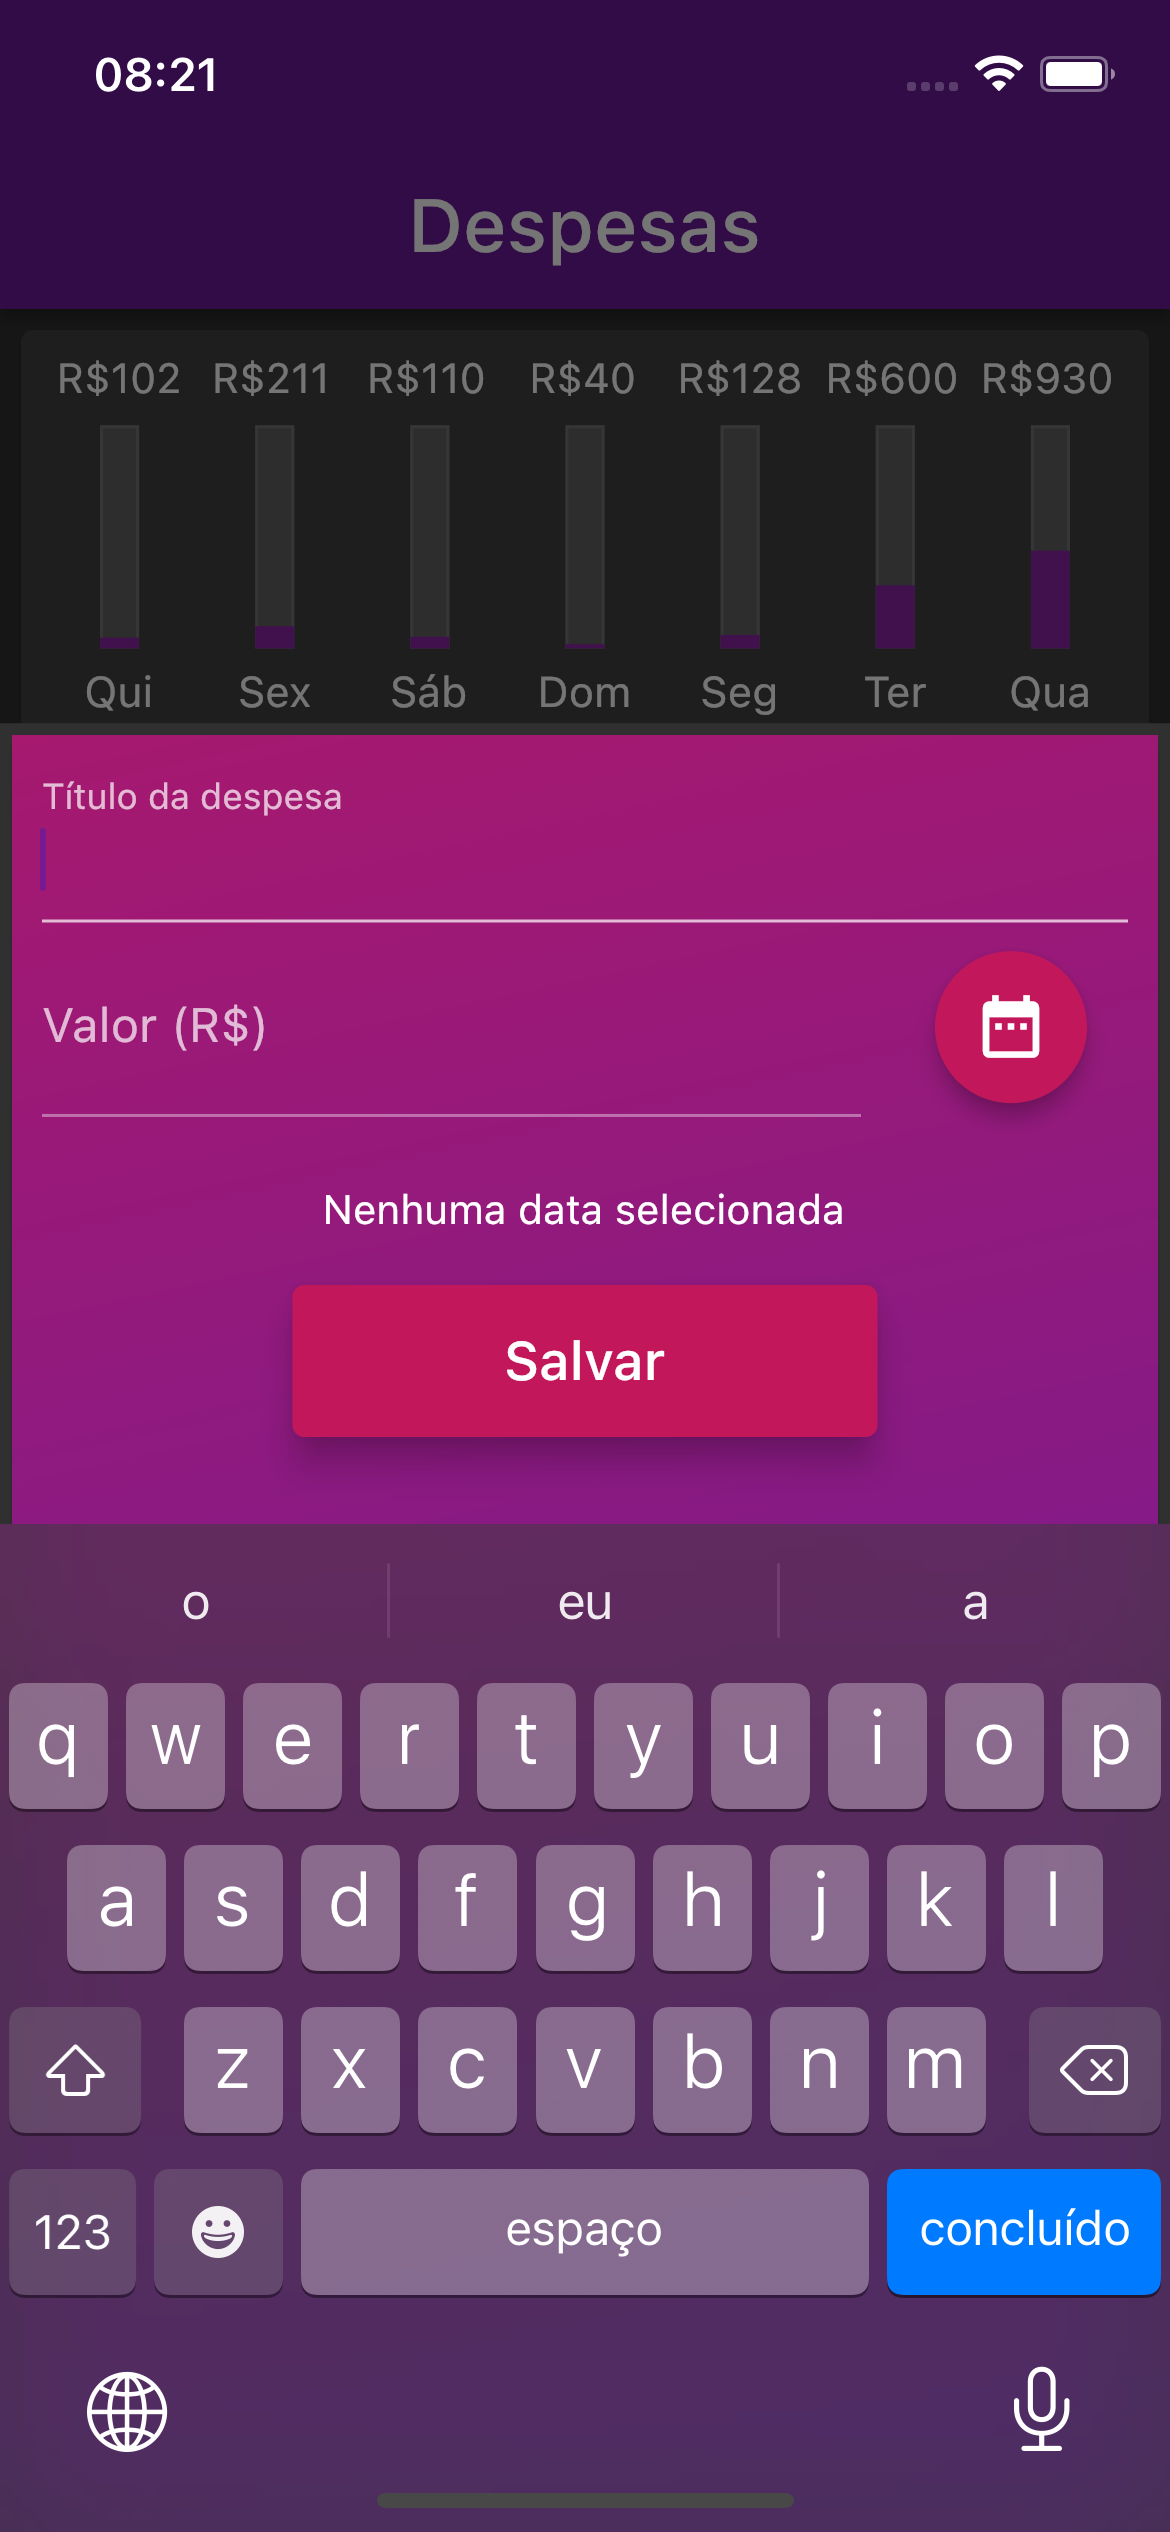 08:21
Despesas
R$102 R$211 R$110 R$40 R$128 R$600 R$930
Qui Sex Sáb Dom Seg Ter Qua
Título da despesa
Valor (R$)
Nenhuma data selecionada
Salvar
o eu a
q w e r t y u i o p
a s d f g h j k l
z x c v b n m
123 espaço concluído